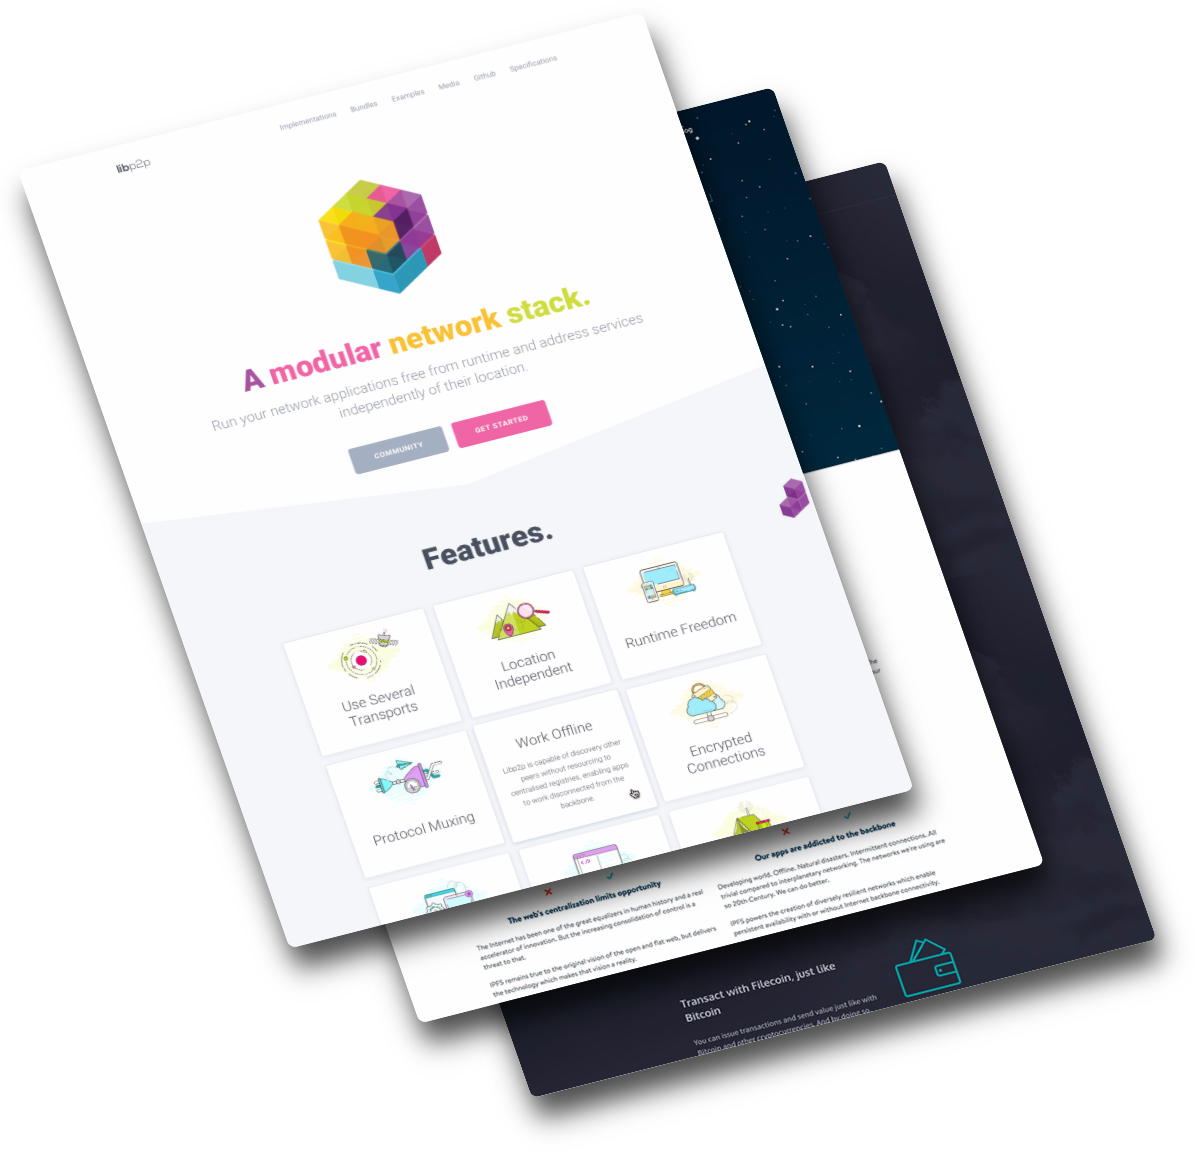 Implementations Bundles Examples Media Github Specifications
libp2p
A modular network stack.
Run your network applications free from runtime and address services
independently of their location.
COMMUNITY
GET STARTED
Features.
Use Several
Transports
Location
Independent
Runtime Freedom
Protocol Muxing
Work Offline
Libp2p is capable of discovery other
peers without resourcing to
centralised registries, enabling apps
to work disconnected from the
backbone.
Encrypted
Connections
The web's centralization limits opportunity
The Internet has been one of the great equalizers in human history and a real
accelerator of innovation. But the increasing consolidation of control is a
threat to that.
IPFS remains true to the original vision of the open and flat web, but delivers
the technology which makes that vision a reality.
Our apps are addicted to the backbone
Developing world. Offline. Natural disasters. Intermittent connections. All
trivial compared to interplanetary networking. The networks we're using are
so 20th Century. We can do better.
IPFS powers the creation of diversely resilient networks which enable
persistent availability with or without Internet backbone connectivity.
Transact with Filecoin, just like
Bitcoin
You can issue transactions and send value just like with
Bitcoin and other cryptocurrencies. And by doing so